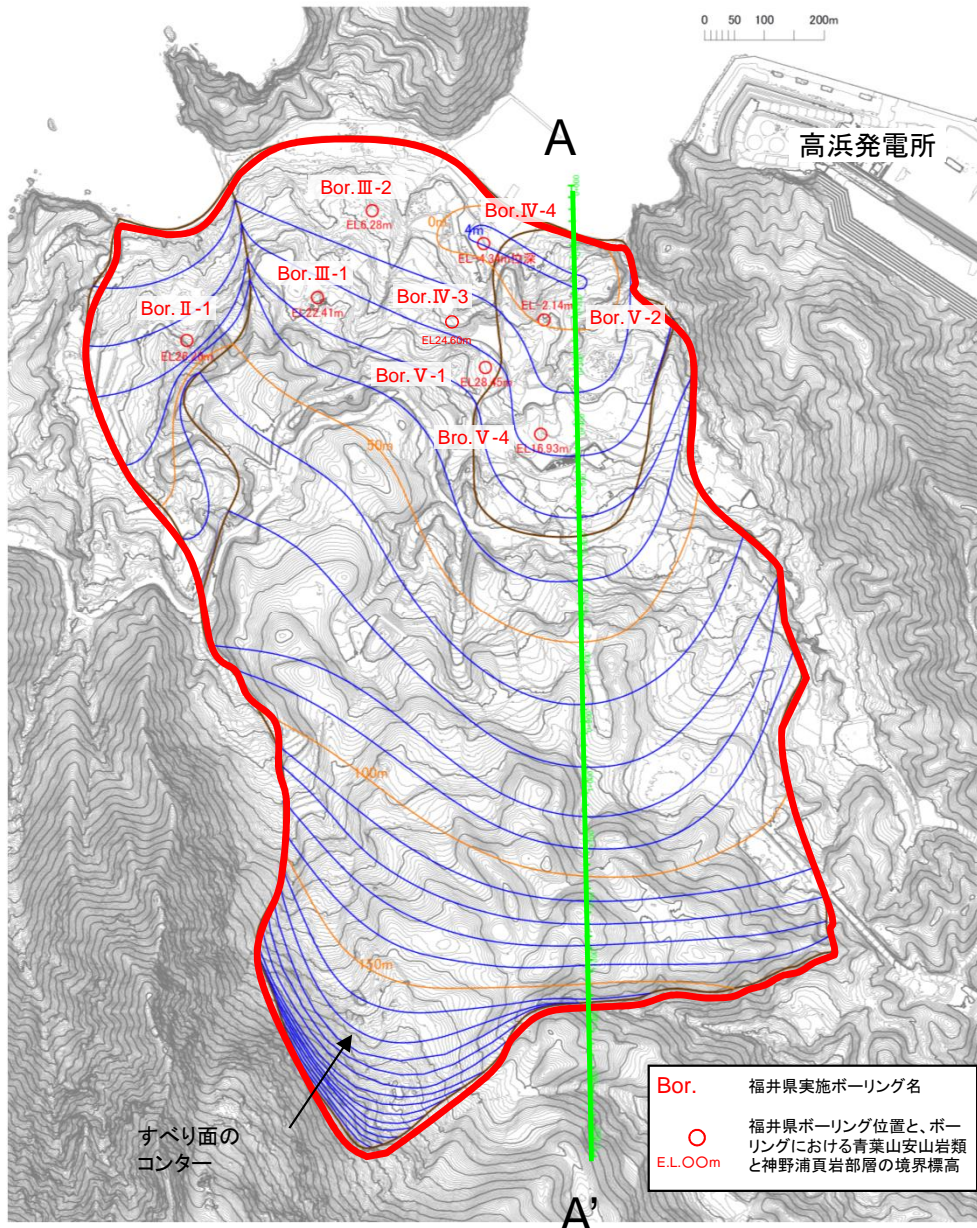 0 50 100 200m
高浜発電所
A
Bor.Ⅲ-2
EL6.28m
Bor.Ⅳ-4
0m
4m
Bor.Ⅲ-1
EL22.41m
Bor.Ⅳ-3
EL24.60m
EL-2.14m
Bor.Ⅴ-2
Bor.Ⅱ-1
Bor.Ⅴ-1
EL28.45m
Bro.Ⅴ-4
EL16.93m
50m
100m
150m
すべり面の
コンター
A'
Bor.
福井県実施ボーリング名
福井県ボーリング位置と、ボー
リングにおける青葉山安山岩類
と神野浦頁岩部層の境界標高
E.L.〇〇m